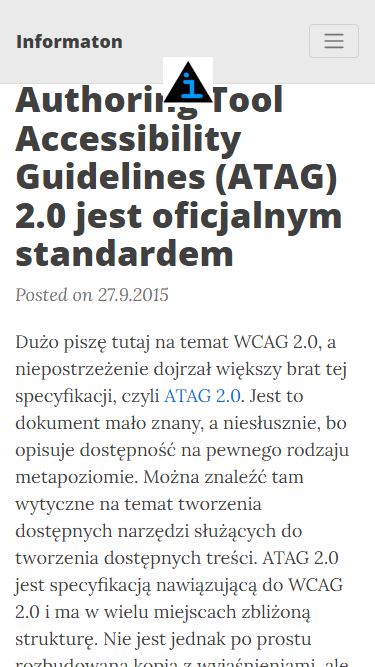 Informaton
Authoring Tool
Accessibility
Guidelines (ATAG)
2.0 jest oficjalnym
standardem
Posted on 27.9.2015
Dużo piszę tutaj na temat WCAG 2.0, a
niepostrzeżenie dojrzał większy brat tej
specyfikacji, czyli ATAG 2.0. Jest to
dokument mało znany, a niesłusznie, bo
opisuje dostępność na pewnego rodzaju
metapoziomie. Można znaleźć tam
wytyczne na temat tworzenia
dostępnych narzędzi służących do
tworzenia dostępnych treści. ATAG 2.0
jest specyfikacją nawiązującą do WCAG
2.0 i ma w wielu miejscach zbliżoną
strukturę. Nie jest jednak po prostu
rozbudowaną kopią z wyjaśnieniami, ale